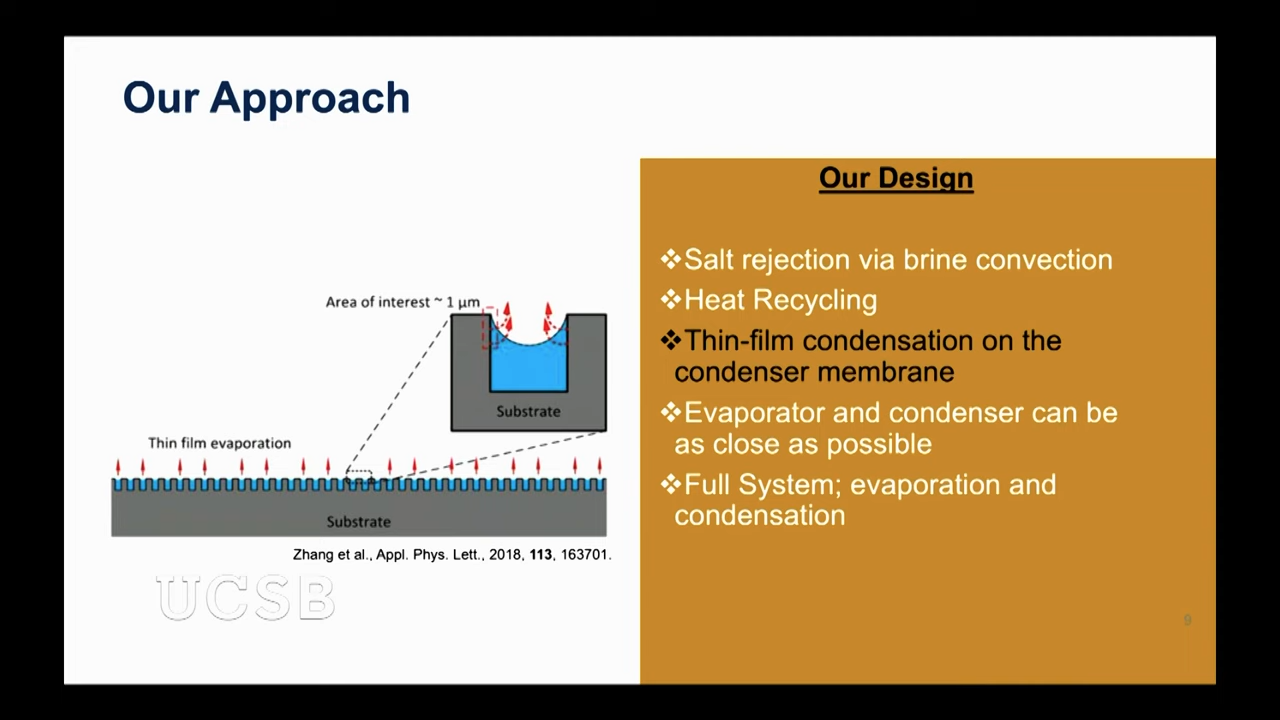 Our Approach
Our Design
❖Salt rejection via brine convection
❖Heat Recycling
❖Thin-film condensation on the
condenser membrane
❖Evaporator and condenser can be
as close as possible
❖Full System; evaporation and
condensation
Area of interest ~ 1 μm
Substrate
Thin film evaporation
Substrate
Zhang et al., Appl. Phys. Lett., 2018, 113, 163701.
UCSB
9